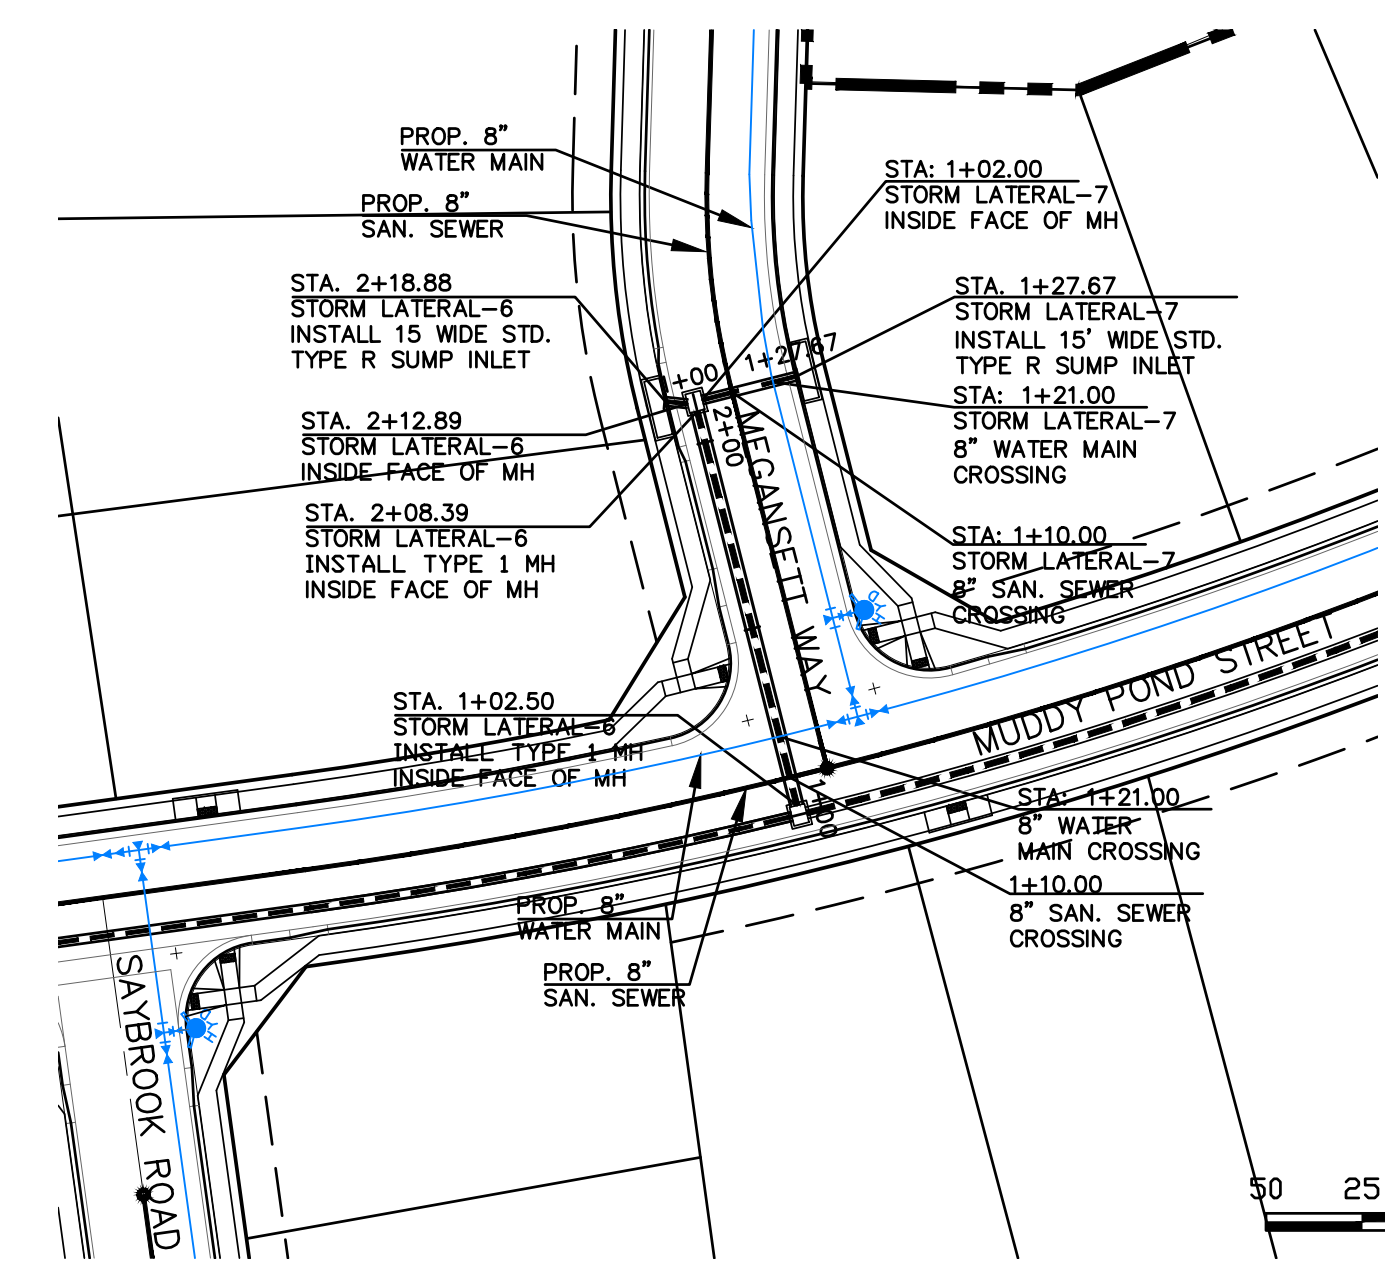 PROP. 8"
WATER MAIN
PROP. 8"
SAN. SEWER
STA: 1+02.00
STORM LATERAL-7
INSIDE FACE OF MH
STA. 2+18.88
STORM LATERAL-6
INSTALL 15 WIDE STD.
TYPE R SUMP INLET
STA. 1+27.67
STORM LATERAL-7
INSTALL 15' WIDE STD.
TYPE R SUMP INLET
1+27.67
+00
2+00
STA: 1+21.00
STORM LATERAL-7
8" WATER MAIN
CROSSING
STA. 2+12.89
STORM LATERAL-6
INSIDE FACE OF MH
STA. 2+08.39
STORM LATERAL-6
INSTALL TYPE 1 MH
INSIDE FACE OF MH
MEGANSETT WAY
STA: 1+10.00
STORM LATERAL-7
8" SAN. SEWER
CROSSING
HYD
MUDDY POND STREET
STA. 1+02.50
STORM LATERAL-6
INSTALL TYPE 1 MH
INSIDE FACE OF MH
1+00
STA: 1+21.00
8" WATER
MAIN CROSSING
1+10.00
8" SAN. SEWER
CROSSING
PROP. 8"
WATER MAIN
PROP. 8"
SAN. SEWER
SAYBROOK ROAD
HYD
50 25